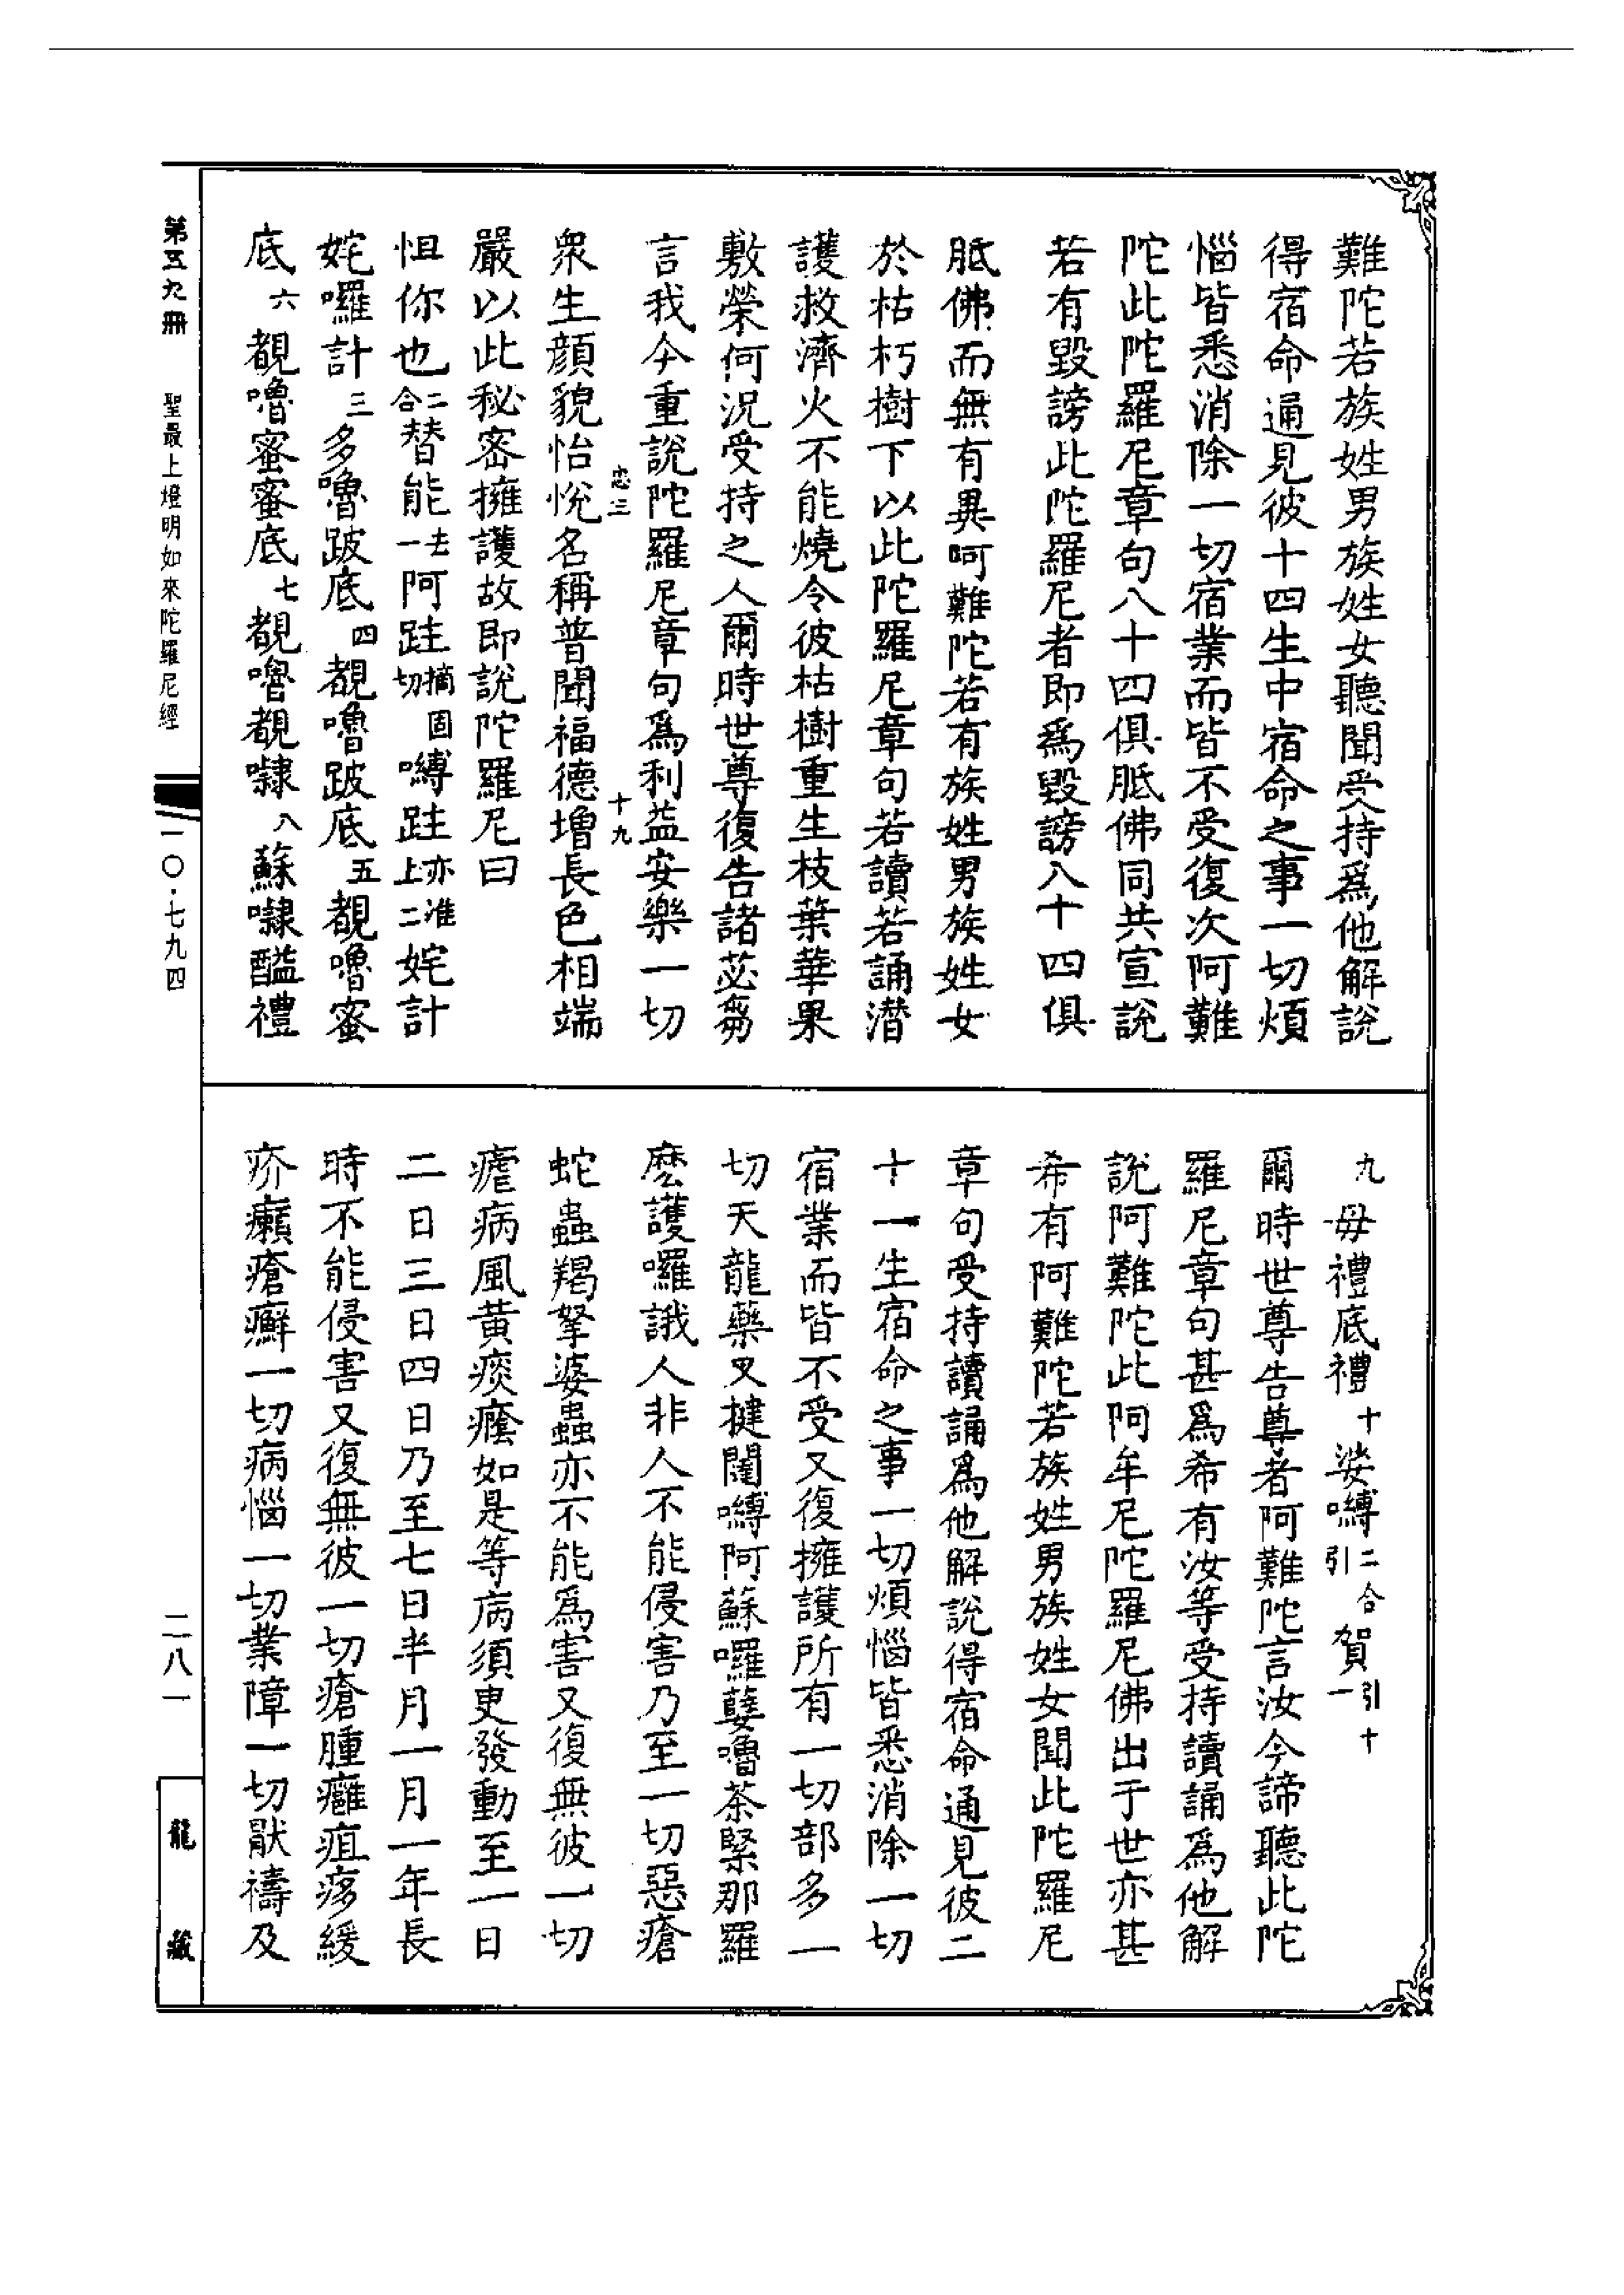 難陀若族姓男族姓女聽聞受持爲他解說
得宿命通見彼十四生中宿命之事一切煩
惱皆悉消除一切宿業而皆不受復次阿難
陀此陀羅尼章句八十四俱胝佛同共宣說
若有毀謗此陀羅尼者即爲毀謗八十四俱
胝佛而無有異呵難陀若有族姓男族姓女
於枯朽樹下以此陀羅尼章句若讀若誦潜
護救濟火不能燒令彼枯樹重生枝葉華果
敷榮何況受持之人爾時世尊復告諸苾芻
言我今重說陀羅尼章句爲利益安樂一切
忠三 十九
衆生顏貌怡悅名稱普聞福德增長色相端
嚴以此秘密擁護故即說陀羅尼曰
怛你也二合替能去一阿跓摘固切嚩跓亦准上二姹計
姹囉計三多嚕跛底四覩嚕跛底五覩嚕蜜
底六覩嚕蜜蜜底七覩嚕覩㘑八蘇㘑醯禮
九母禮底禮十娑嚩二合引賀引十一
爾時世尊告尊者阿難陀言汝今諦聽此陀
羅尼章句甚爲希有汝等受持讀誦爲他解
說阿難陀此阿牟尼陀羅尼佛出于世亦甚
希有阿難陀若族姓男族姓女聞此陀羅尼
章句受持讀誦爲他解說得宿命通見彼二
十一生宿命之事一切煩惱皆悉消除一切
宿業而皆不受又復擁護所有一切部多一
切天龍藥叉揵闥嚩阿蘇囉孽嚕荼緊那羅
麽護囉誐人非人不能侵害乃至一切惡瘡
蛇蟲羯拏婆蟲亦不能爲害又復無彼一切
瘧病風黃痰癊如是等病須臾發動至一日
二日三日四日乃至七日半月一月一年長
時不能侵害又復無彼一切瘡腫癰疽痧緩
疥癩瘡癬一切病惱一切業障一切猒禱及
第五九册 聖最上燈明如來陀羅尼經 一〇·七九四 二八一 龍藏